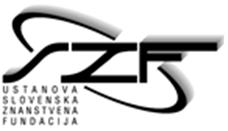 SZF
USTANOVA
SLOVENSKA
ZNANSTVENA
FUNDACIJA